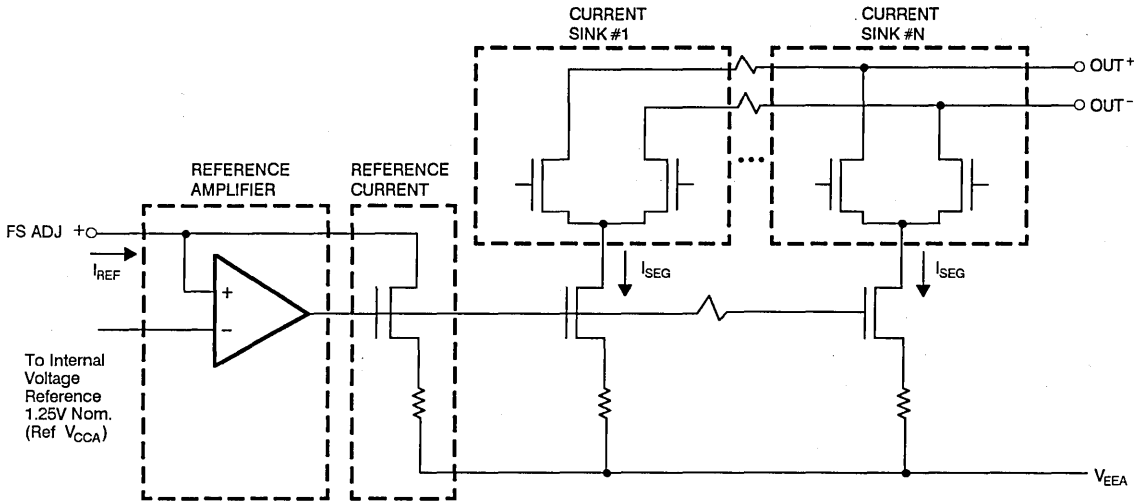 CURRENT
SINK #1
CURRENT
SINK #N
OUT+
OUT−
REFERENCE
AMPLIFIER
REFERENCE
CURRENT
FS ADJ +
IREF
+
−
ISEG
ISEG
To Internal
Voltage
Reference
1.25V Nom.
(Ref VCCA)
VEEA